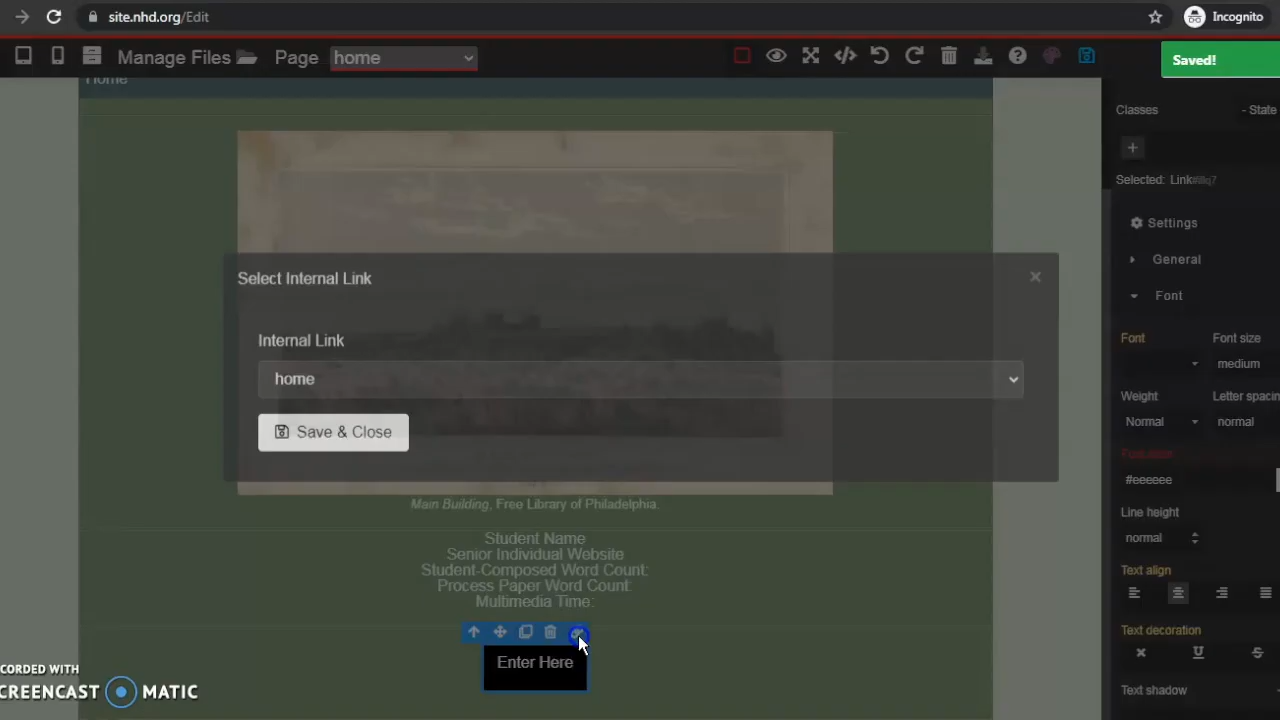 site.nhd.org/Edit
Incognito
Manage Files
Page
home
Saved!
Home
Classes
- State
+
Selected: Link#illq7
Settings
General
Font
Select Internal Link
×
Internal Link
home
Save & Close
Font
Font size
medium
Weight
Letter spacin
Normal
normal
#eeeeee
Line height
normal
Text align
Text decoration
Text shadow
Main Building, Free Library of Philadelphia.
Student Name
Senior Individual Website
Student-Composed Word Count:
Process Paper Word Count:
Multimedia Time:
Enter Here
CORDED WITH
CREENCAST MATIC